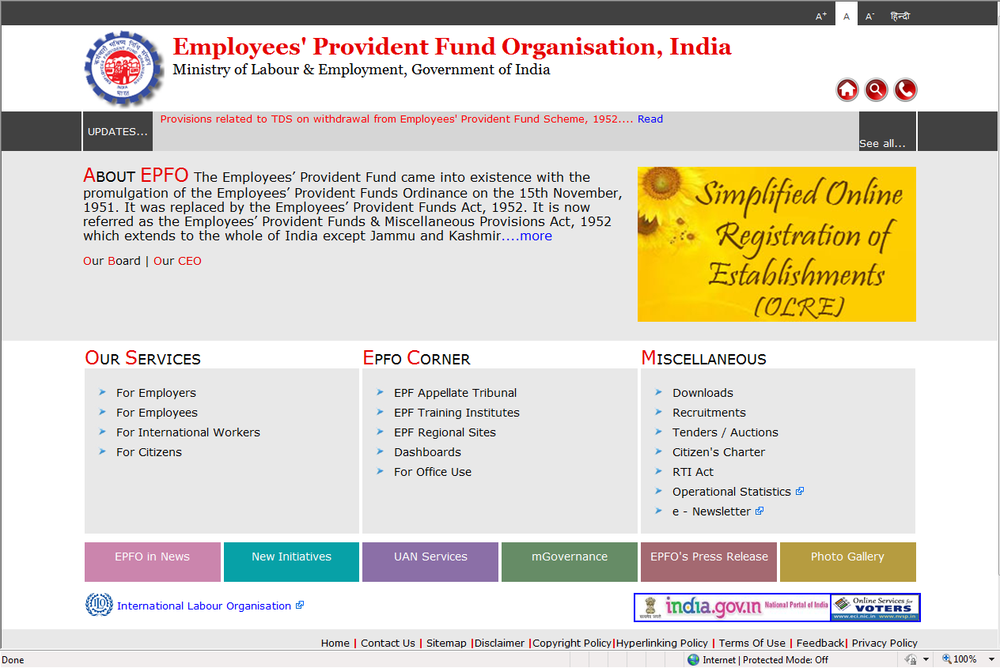 A+ A A- हिन्दी
Employees' Provident Fund Organisation, India
Ministry of Labour & Employment, Government of India
UPDATES...
Provisions related to TDS on withdrawal from Employees' Provident Fund Scheme, 1952.... Read
See all...
ABOUT EPFO The Employees’ Provident Fund came into existence with the
promulgation of the Employees’ Provident Funds Ordinance on the 15th November,
1951. It was replaced by the Employees’ Provident Funds Act, 1952. It is now
referred as the Employees’ Provident Funds & Miscellaneous Provisions Act, 1952
which extends to the whole of India except Jammu and Kashmir....more
Our Board | Our CEO
Simplified Online
Registration of
Establishments
(OLRE)
OUR SERVICES
For Employers
For Employees
For International Workers
For Citizens
EPFO CORNER
EPF Appellate Tribunal
EPF Training Institutes
EPF Regional Sites
Dashboards
For Office Use
MISCELLANEOUS
Downloads
Recruitments
Tenders / Auctions
Citizen's Charter
RTI Act
Operational Statistics
e - Newsletter
EPFO in News
New Initiatives
UAN Services
mGovernance
EPFO's Press Release
Photo Gallery
International Labour Organisation
india.gov.in National Portal of India
Online Services for
VOTERS
www.eci.nic.in www.nvsp.in
Home | Contact Us | Sitemap |Disclaimer |Copyright Policy|Hyperlinking Policy | Terms Of Use | Feedback| Privacy Policy
Done
Internet | Protected Mode: Off
100%